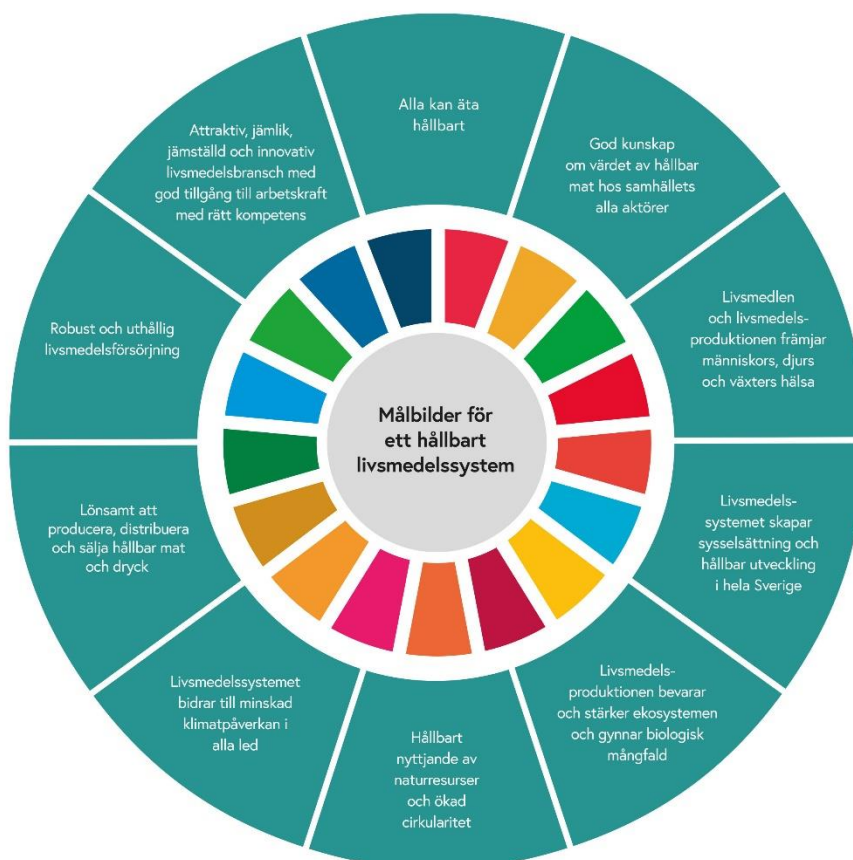 Alla kan äta
hållbart
God kunskap
om värdet av hållbar
mat hos samhällets
alla aktörer
Livsmedlen
och livsmedels-
produktionen främjar
människors, djurs
och växters hälsa
Livsmedels-
systemet skapar
sysselsättning och
hållbar utveckling
i hela Sverige
Livsmedels-
produktionen bevarar
och stärker ekosystemen
och gynnar biologisk
mångfald
Hållbart
nyttjande av
naturresurser
och ökad
cirkularitet
Livsmedelssystemet
bidrar till minskad
klimatpåverkan i
alla led
Lönsamt att
producera, distribuera
och sälja hållbar mat
och dryck
Robust och uthållig
livsmedelsförsörjning
Attraktiv, jämlik,
jämställd och innovativ
livsmedelsbransch med
god tillgång till arbetskraft
med rätt kompetens
Målbilder för
ett hållbart
livsmedelssystem